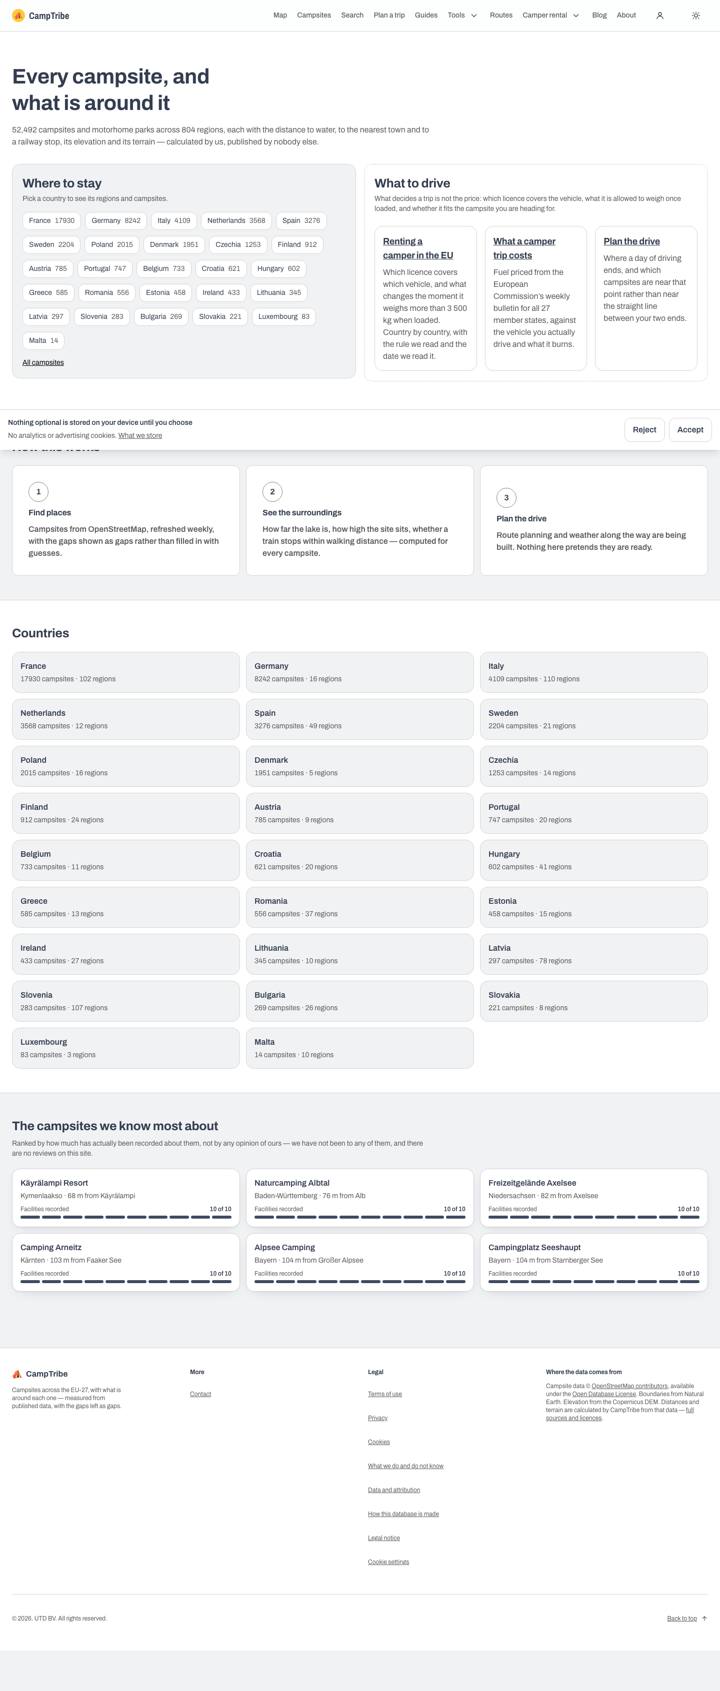 CampTribe
Map Campsites Search Plan a trip Guides Tools Routes Camper rental Blog About
Every campsite, and
what is around it
52,492 campsites and motorhome parks across 804 regions, each with the distance to water, to the nearest town and to
a railway stop, its elevation and its terrain — calculated by us, published by nobody else.
Where to stay
Pick a country to see its regions and campsites.
France 17930 Germany 8242 Italy 4109 Netherlands 3568 Spain 3276
Sweden 2204 Poland 2015 Denmark 1951 Czechia 1253 Finland 912
Austria 785 Portugal 747 Belgium 733 Croatia 621 Hungary 602
Greece 585 Romania 556 Estonia 458 Ireland 433 Lithuania 345
Latvia 297 Slovenia 283 Bulgaria 269 Slovakia 221 Luxembourg 83
Malta 14
All campsites
What to drive
What decides a trip is not the price: which licence covers the vehicle, what it is allowed to weigh once
loaded, and whether it fits the campsite you are heading for.
Renting a
camper in the EU
Which licence covers
which vehicle, and what
changes the moment it
weighs more than 3 500
kg when loaded.
Country by country, with
the rule we read and the
date we read it.
What a camper
trip costs
Fuel priced from the
European
Commission's weekly
bulletin for all 27
member states, against
the vehicle you actually
drive and what it burns.
Plan the drive
Where a day of driving
ends, and which
campsites are near that
point rather than near
the straight line
between your two ends.
Nothing optional is stored on your device until you choose
No analytics or advertising cookies. What we store
Reject Accept
1
Find places
Campsites from OpenStreetMap, refreshed weekly,
with the gaps shown as gaps rather than filled in with
guesses.
2
See the surroundings
How far the lake is, how high the site sits, whether a
train stops within walking distance — computed for
every campsite.
3
Plan the drive
Route planning and weather along the way are being
built. Nothing here pretends they are ready.
Countries
France
17930 campsites · 102 regions
Germany
8242 campsites · 16 regions
Italy
4109 campsites · 110 regions
Netherlands
3568 campsites · 12 regions
Spain
3276 campsites · 49 regions
Sweden
2204 campsites · 21 regions
Poland
2015 campsites · 16 regions
Denmark
1951 campsites · 5 regions
Czechia
1253 campsites · 14 regions
Finland
912 campsites · 24 regions
Austria
785 campsites · 9 regions
Portugal
747 campsites · 20 regions
Belgium
733 campsites · 11 regions
Croatia
621 campsites · 20 regions
Hungary
602 campsites · 41 regions
Greece
585 campsites · 13 regions
Romania
556 campsites · 37 regions
Estonia
458 campsites · 15 regions
Ireland
433 campsites · 27 regions
Lithuania
345 campsites · 10 regions
Latvia
297 campsites · 78 regions
Slovenia
283 campsites · 107 regions
Bulgaria
269 campsites · 26 regions
Slovakia
221 campsites · 8 regions
Luxembourg
83 campsites · 3 regions
Malta
14 campsites · 10 regions
The campsites we know most about
Ranked by how much has actually been recorded about them, not by any opinion of ours — we have not been to any of them, and there
are no reviews on this site.
Käyrälampi Resort
Kymenlaakso · 68 m from Käyrälampi
Facilities recorded 10 of 10
Naturcamping Albtal
Baden-Württemberg · 76 m from Alb
Facilities recorded 10 of 10
Freizeitgelände Axelsee
Niedersachsen · 82 m from Axelsee
Facilities recorded 10 of 10
Camping Arneitz
Kärnten · 103 m from Faaker See
Facilities recorded 10 of 10
Alpsee Camping
Bayern · 104 m from Großer Alpsee
Facilities recorded 10 of 10
Campingplatz Seeshaupt
Bayern · 104 m from Starnberger See
Facilities recorded 10 of 10
CampTribe
Campsites across the EU-27, with what is
around each one — measured from
published data, with the gaps left as gaps.
More
Contact
Legal
Terms of use
Privacy
Cookies
What we do and do not know
Data and attribution
How this database is made
Legal notice
Cookie settings
Where the data comes from
Campsite data © OpenStreetMap contributors, available
under the Open Database License. Boundaries from Natural
Earth. Elevation from the Copernicus DEM. Distances and
terrain are calculated by CampTribe from that data — full
sources and licences.
© 2026. UTD BV. All rights reserved.
Back to top